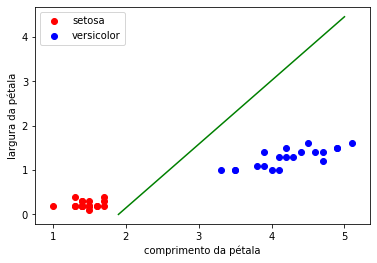 setosa
versicolor
largura da pétala
4
3
2
1
0
1 2 3 4 5
comprimento da pétala